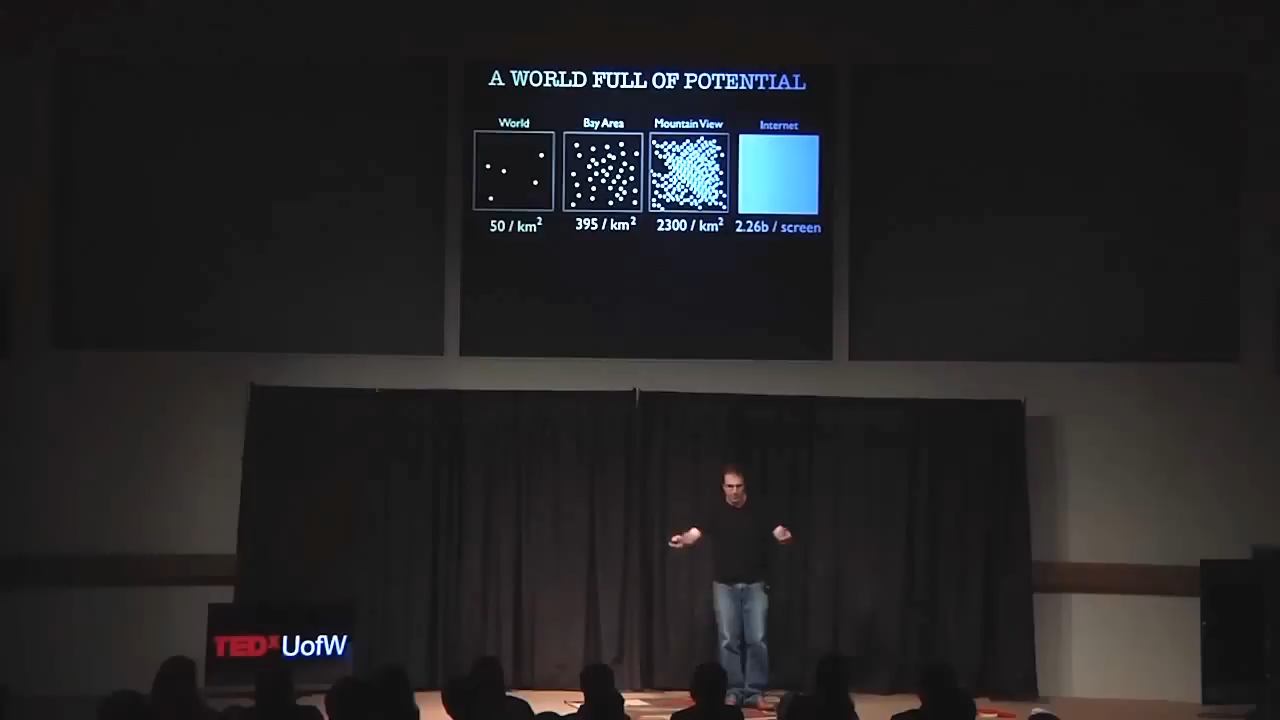 A WORLD FULL OF POTENTIAL
World Bay Area Mountain View Internet
50 / km² 395 / km² 2300 / km² 2.26b / screen
TEDxUofW